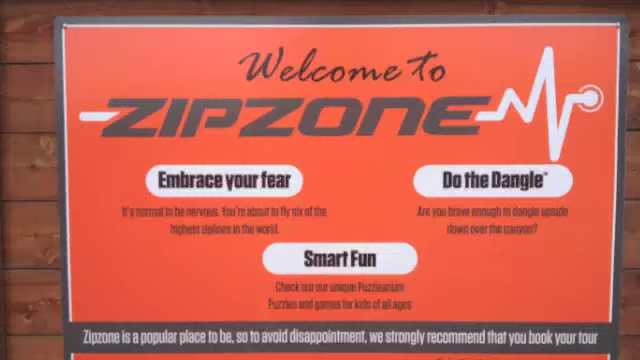 Welcome to
ZIPZONE
Embrace your fear
It's normal to be nervous. You're about to fly six of the
highest ziplines in the world.
Do the Dangle™
Are you brave enough to dangle upside
down over the canyon?
Smart Fun
Check out our unique Puzzlearium
Puzzles and games for kids of all ages
Zipzone is a popular place to be, so to avoid disappointment, we strongly recommend that you book your tour